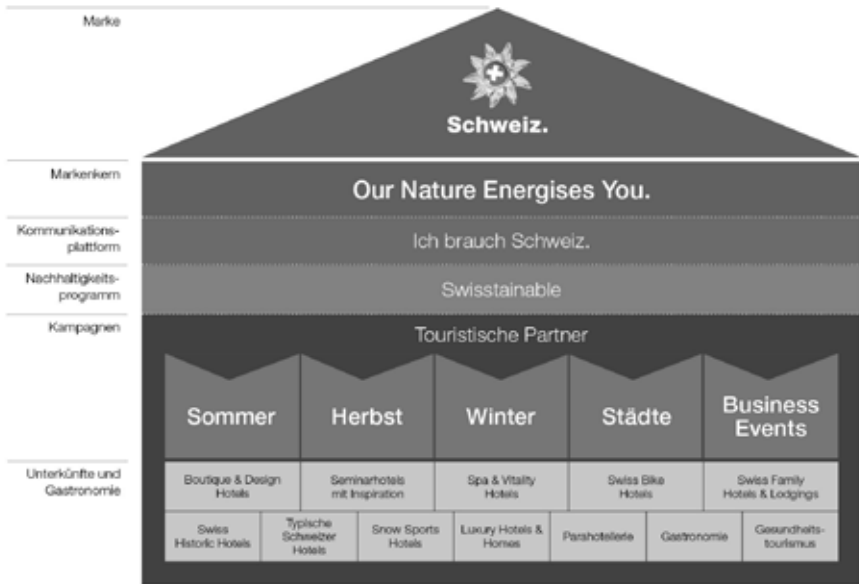 Marke
Schweiz.
Markenkern
Our Nature Energises You.
Kommunikations-
plattform
Ich brauch Schweiz.
Nachhaltigkeits-
programm
Swisstainable
Kampagnen
Touristische Partner
Sommer
Herbst
Winter
Städte
Business
Events
Unterkünfte und
Gastronomie
Boutique & Design
Hotels
Seminarhotels
mit Inspiration
Spa & Vitality
Hotels
Swiss Bike
Hotels
Swiss Family
Hotels & Lodgings
Swiss
Historic Hotels
Typische
Schweizer
Hotels
Snow Sports
Hotels
Luxury Hotels &
Homes
Parahotellerie
Gastronomie
Gesundheits-
tourismus